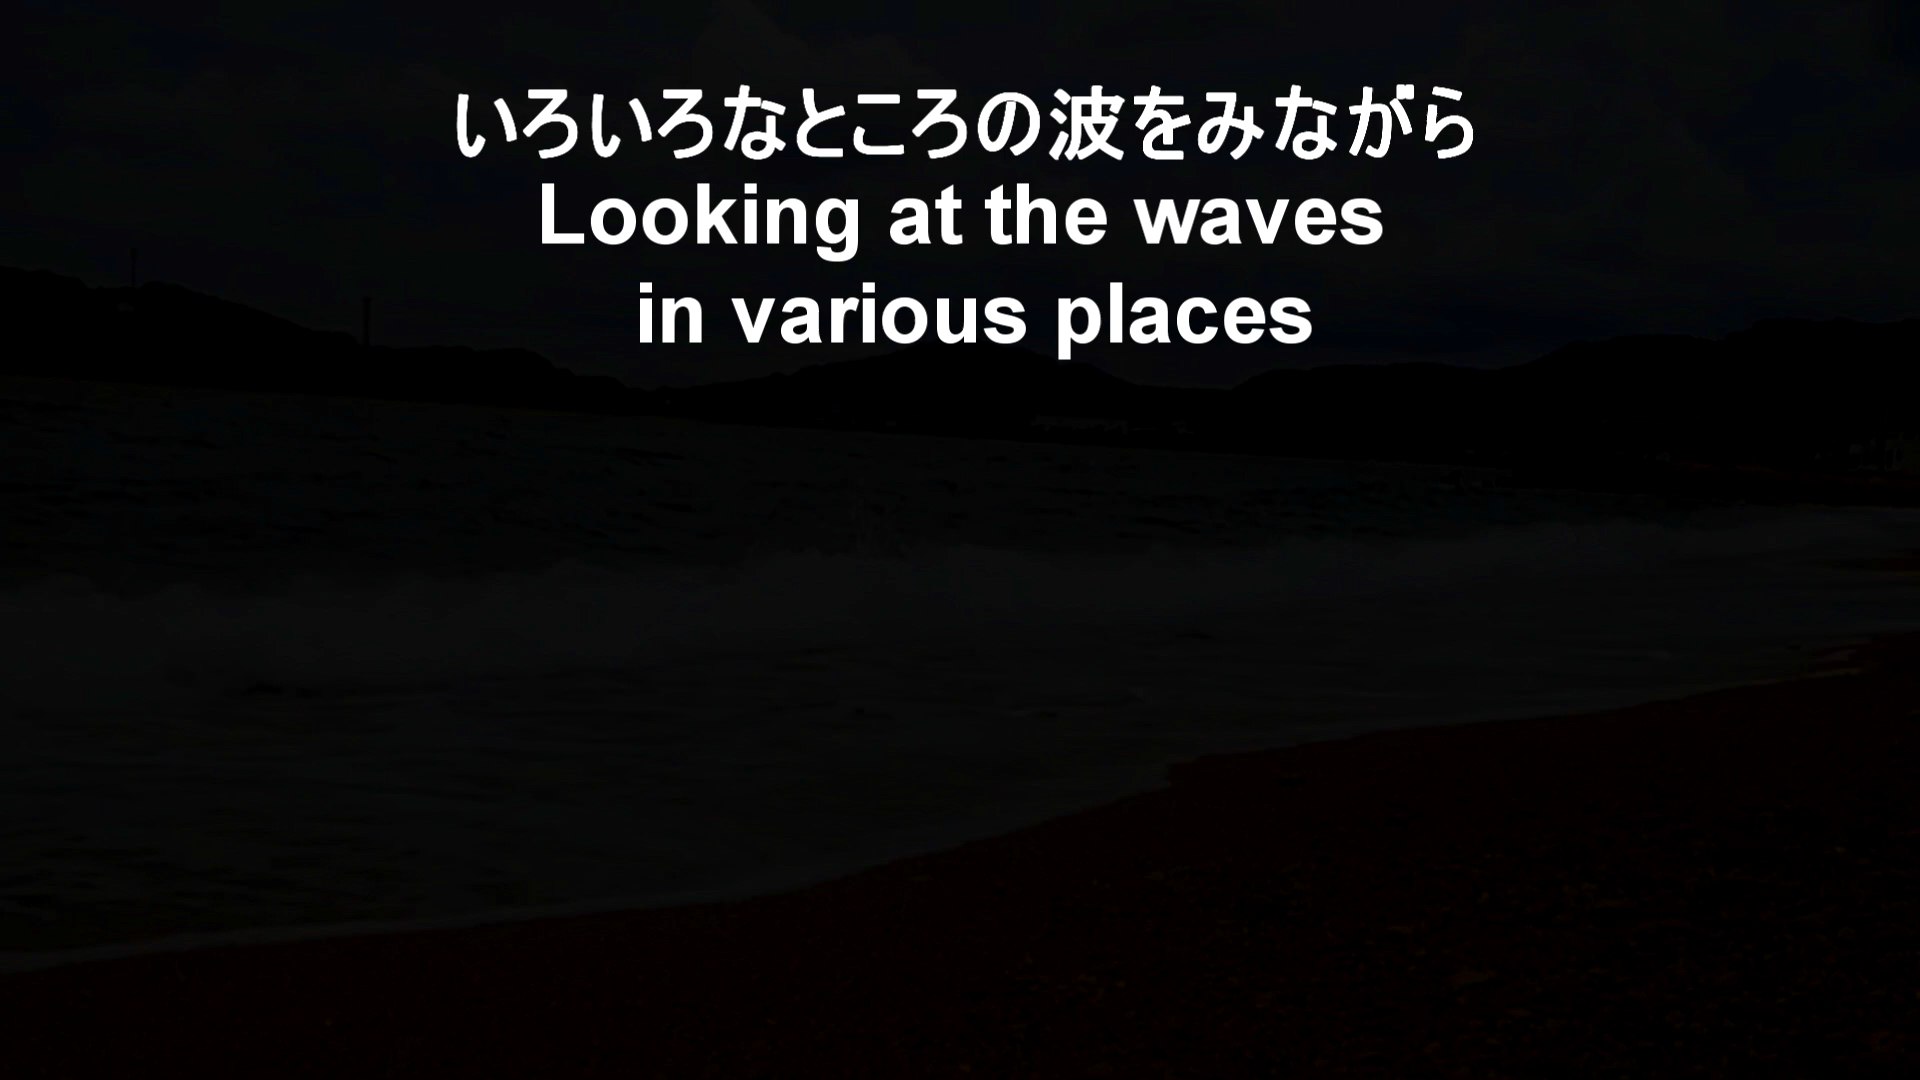 いろいろなところの波をみながら
Looking at the waves
in various places